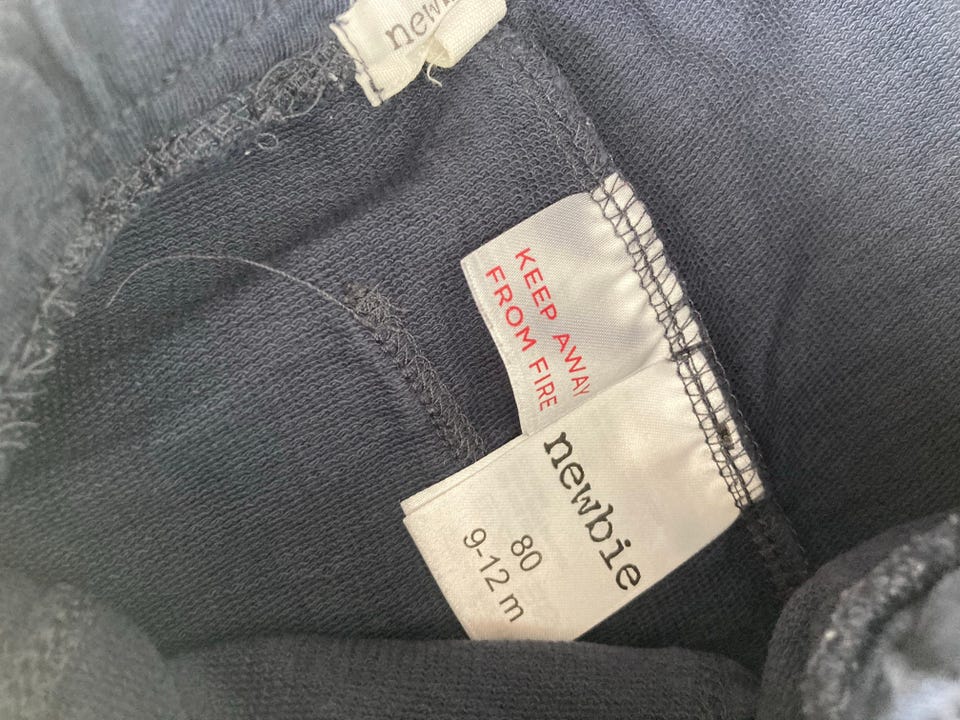 KEEP AWAY
FROM FIRE
newbie
80
9-12 m